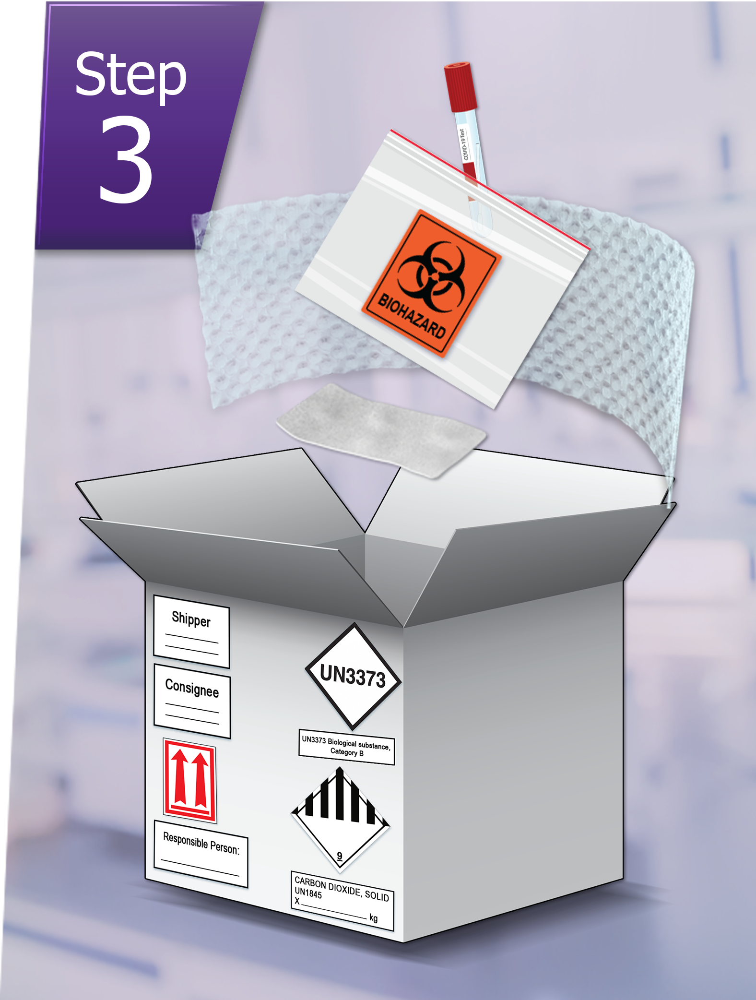 Step
3
COVID-19 Test
BIOHAZARD
Shipper
Consignee
Responsible Person:
UN3373
UN3373 Biological substance,
Category B
9
CARBON DIOXIDE, SOLID
UN1845
X ______________ kg